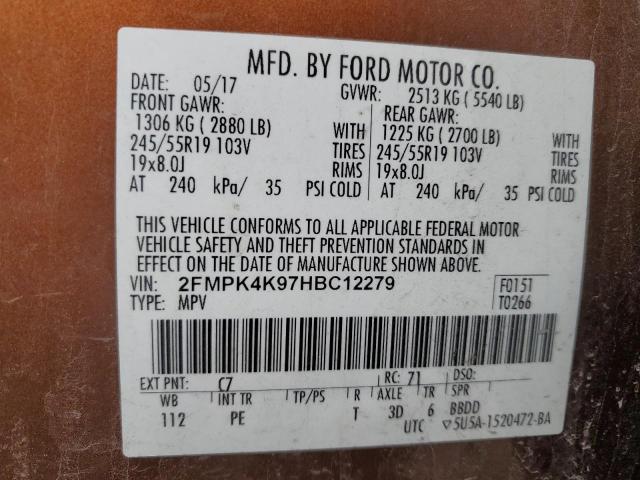 MFD. BY FORD MOTOR CO.
DATE: 05/17 GVWR: 2513 KG ( 5540 LB)
FRONT GAWR: REAR GAWR:
1306 KG ( 2880 LB) WITH 1225 KG ( 2700 LB) WITH
245/55R19 103V TIRES 245/55R19 103V TIRES
19x8.0J RIMS 19x8.0J RIMS
AT 240 kPa/ 35 PSI COLD AT 240 kPa/ 35 PSI COLD
THIS VEHICLE CONFORMS TO ALL APPLICABLE FEDERAL MOTOR
VEHICLE SAFETY AND THEFT PREVENTION STANDARDS IN
EFFECT ON THE DATE OF MANUFACTURE SHOWN ABOVE.
VIN: 2FMPK4K97HBC12279 F0151
TYPE: MPV T0266
EXT PNT: C7 RC: 71 DSO:
WB INT TR TP/PS R AXLE TR SPR
112 PE T 3D 6 BBDD
UTC ▽5U5A-1520472-BA